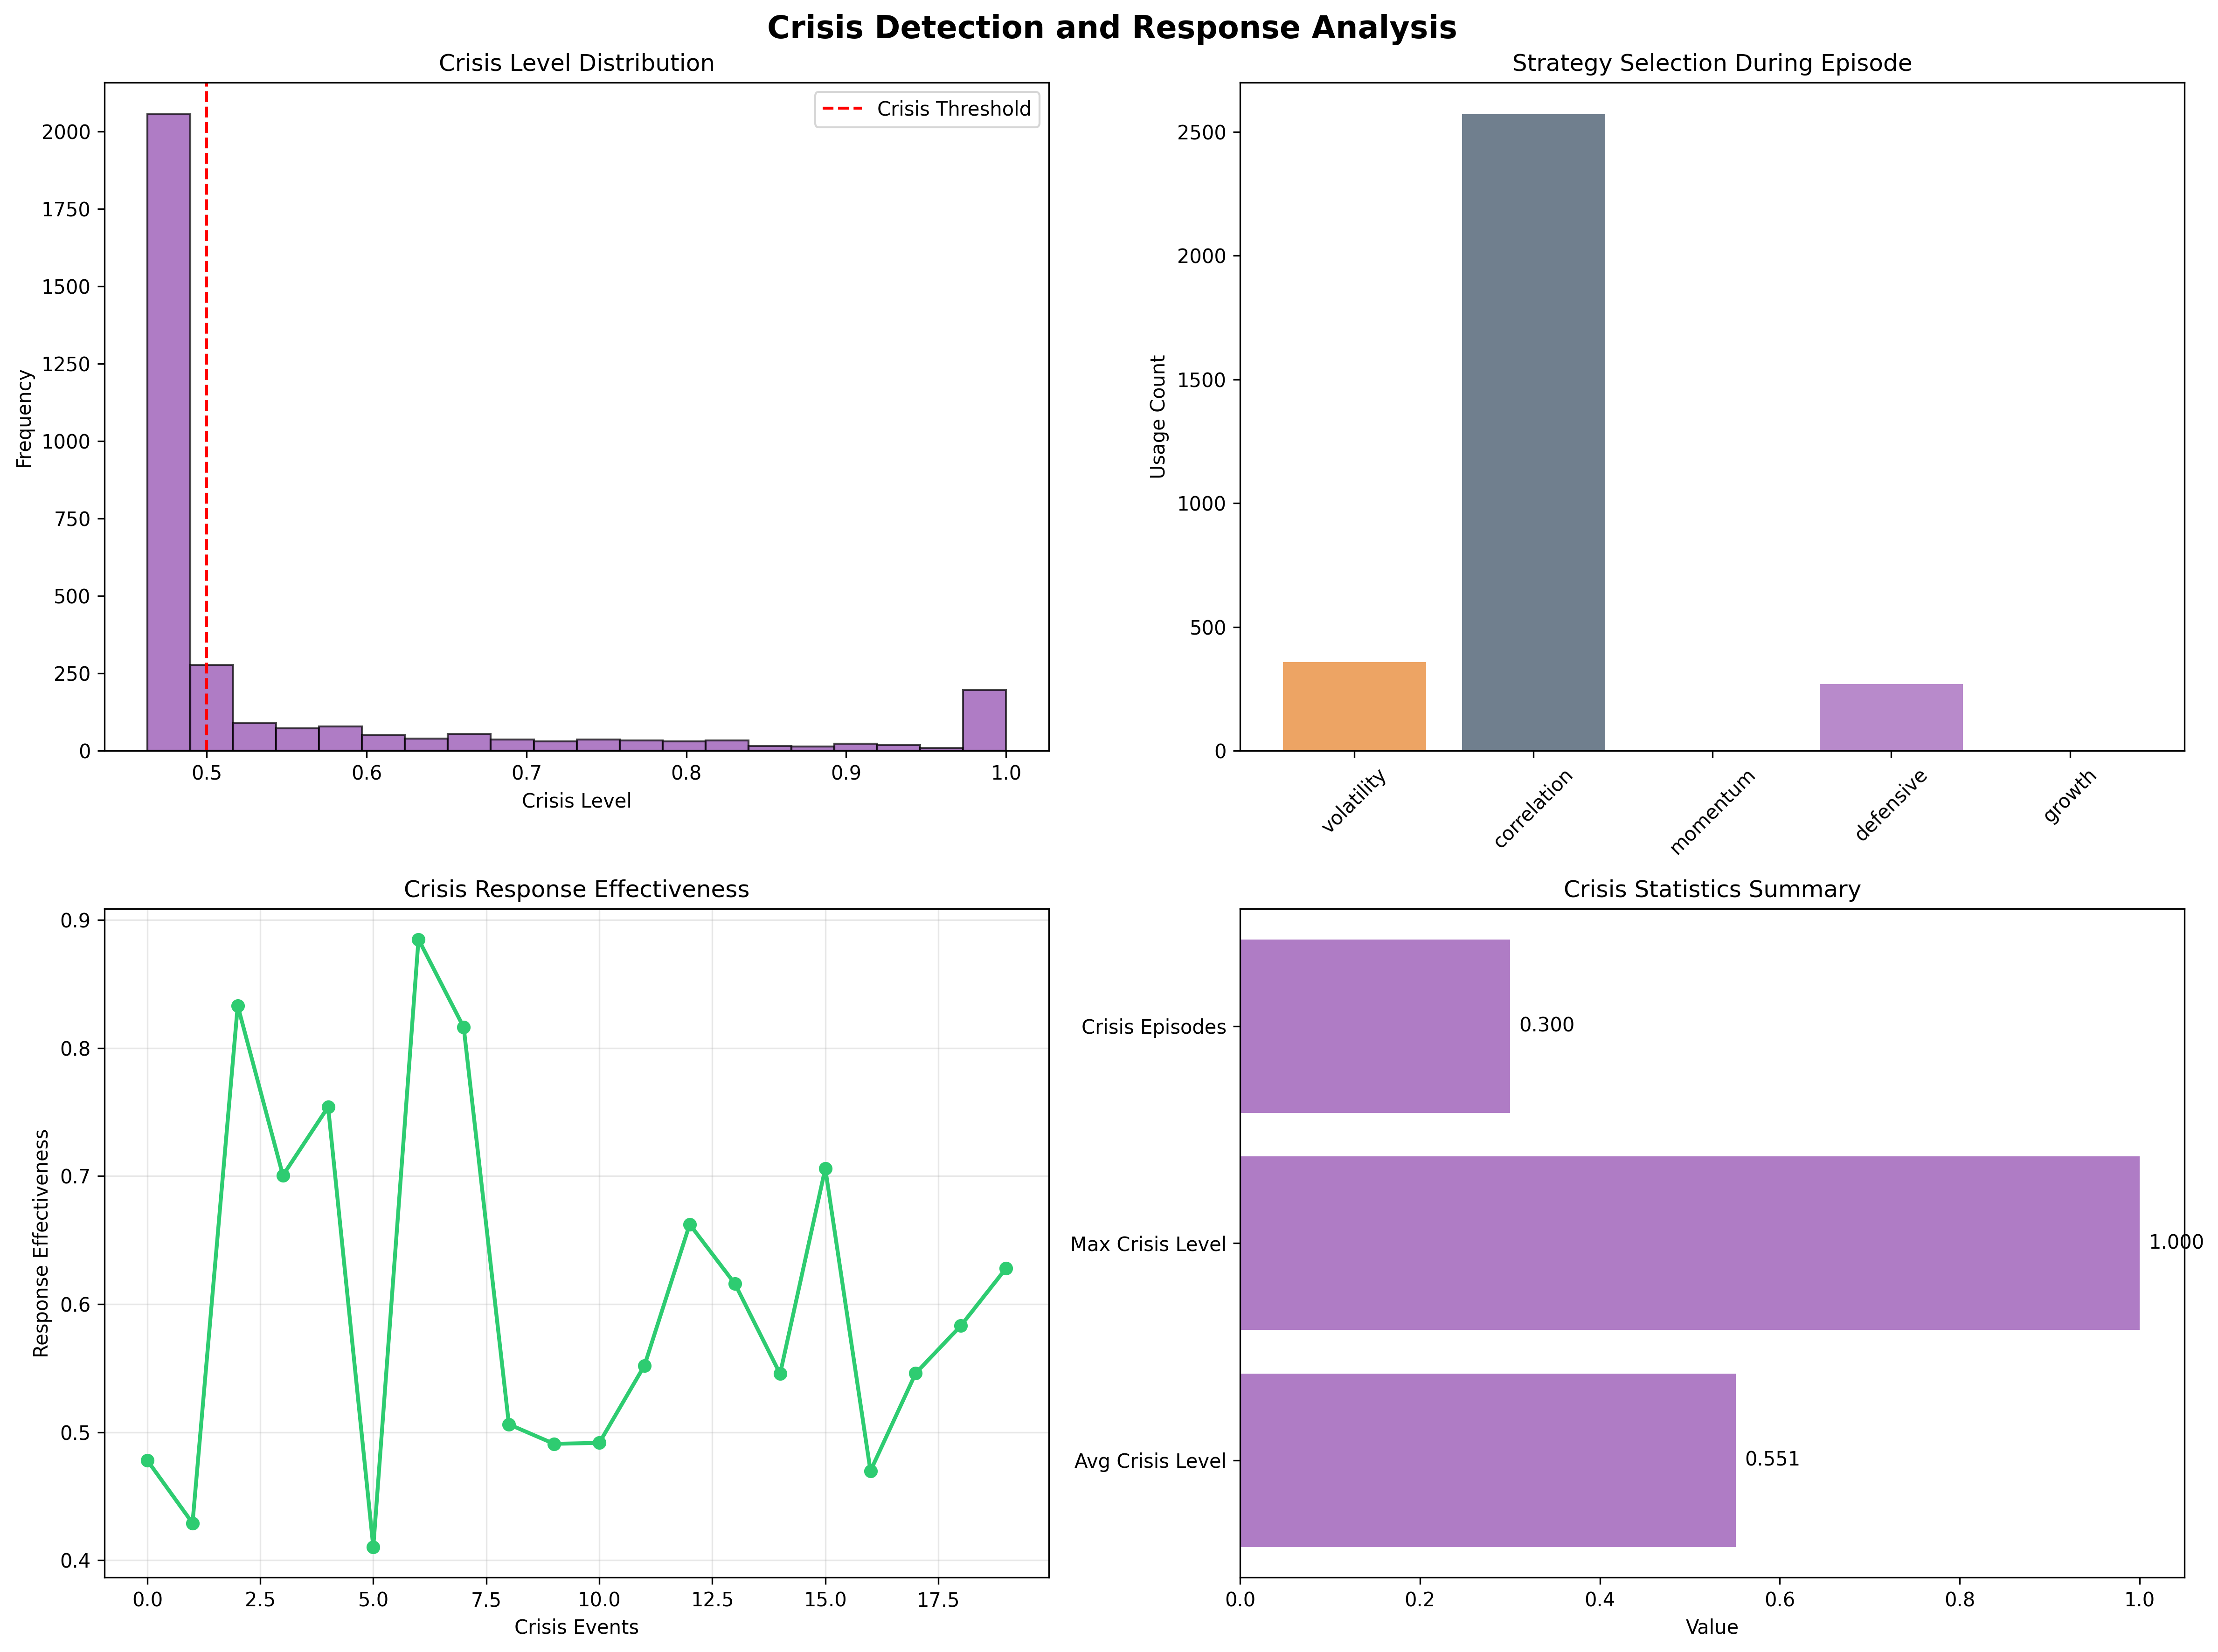 Crisis Detection and Response Analysis
Crisis Level Distribution
Crisis Threshold
2000
1750
1500
1250
1000
750
500
250
0
Frequency
0.5
0.6
0.7
0.8
0.9
1.0
Crisis Level
Strategy Selection During Episode
2500
2000
1500
1000
500
0
Usage Count
volatility
correlation
momentum
defensive
growth
Crisis Response Effectiveness
0.9
0.8
0.7
0.6
0.5
0.4
Response Effectiveness
0.0
2.5
5.0
7.5
10.0
12.5
15.0
17.5
Crisis Events
Crisis Statistics Summary
Crisis Episodes
0.300
Max Crisis Level
1.000
Avg Crisis Level
0.551
0.0
0.2
0.4
0.6
0.8
1.0
Value